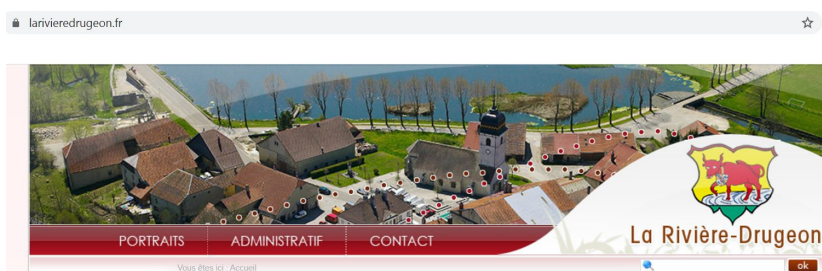 larivieredrugeon.fr
La Rivière-Drugeon
PORTRAITS ADMINISTRATIF CONTACT
Vous êtes ici : Accueil
ok